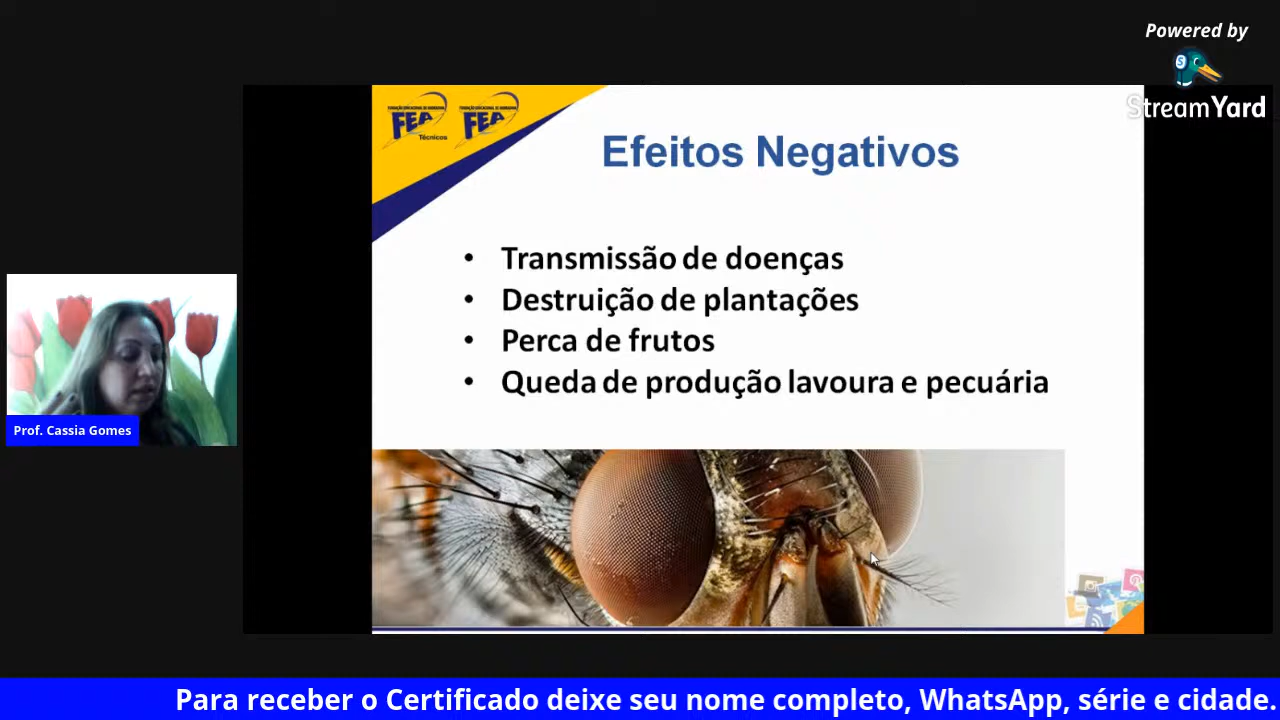 Powered by
StreamYard
FEA
Técnicos
FEA
Efeitos Negativos
• Transmissão de doenças
• Destruição de plantações
• Perca de frutos
• Queda de produção lavoura e pecuária
Prof. Cassia Gomes
Para receber o Certificado deixe seu nome completo, WhatsApp, série e cidade.